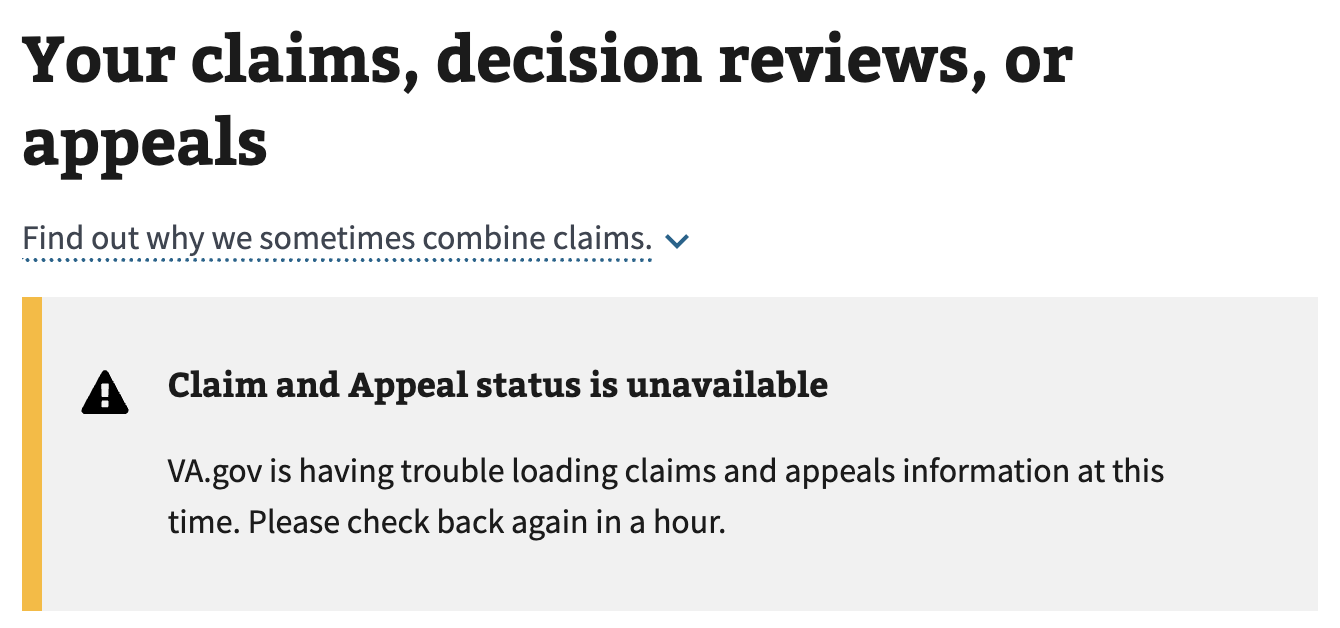 Your claims, decision reviews, or
appeals
Find out why we sometimes combine claims.
Claim and Appeal status is unavailable
VA.gov is having trouble loading claims and appeals information at this
time. Please check back again in a hour.